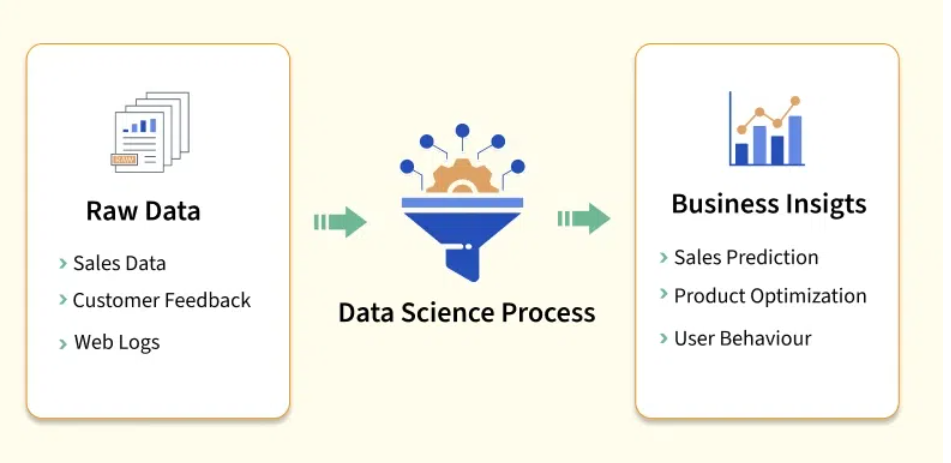 RAW
Raw Data
Sales Data
Customer Feedback
Web Logs
Data Science Process
Business Insigts
Sales Prediction
Product Optimization
User Behaviour